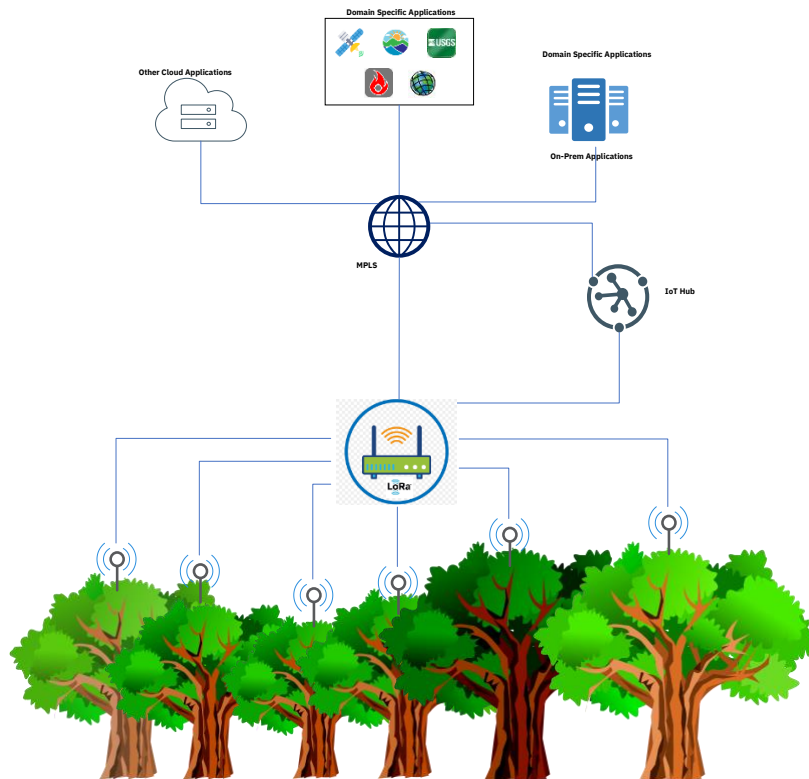 Domain Specific Applications
USGS
Domain Specific Applications
Other Cloud Applications
On-Prem Applications
MPLS
IoT Hub
LoRa